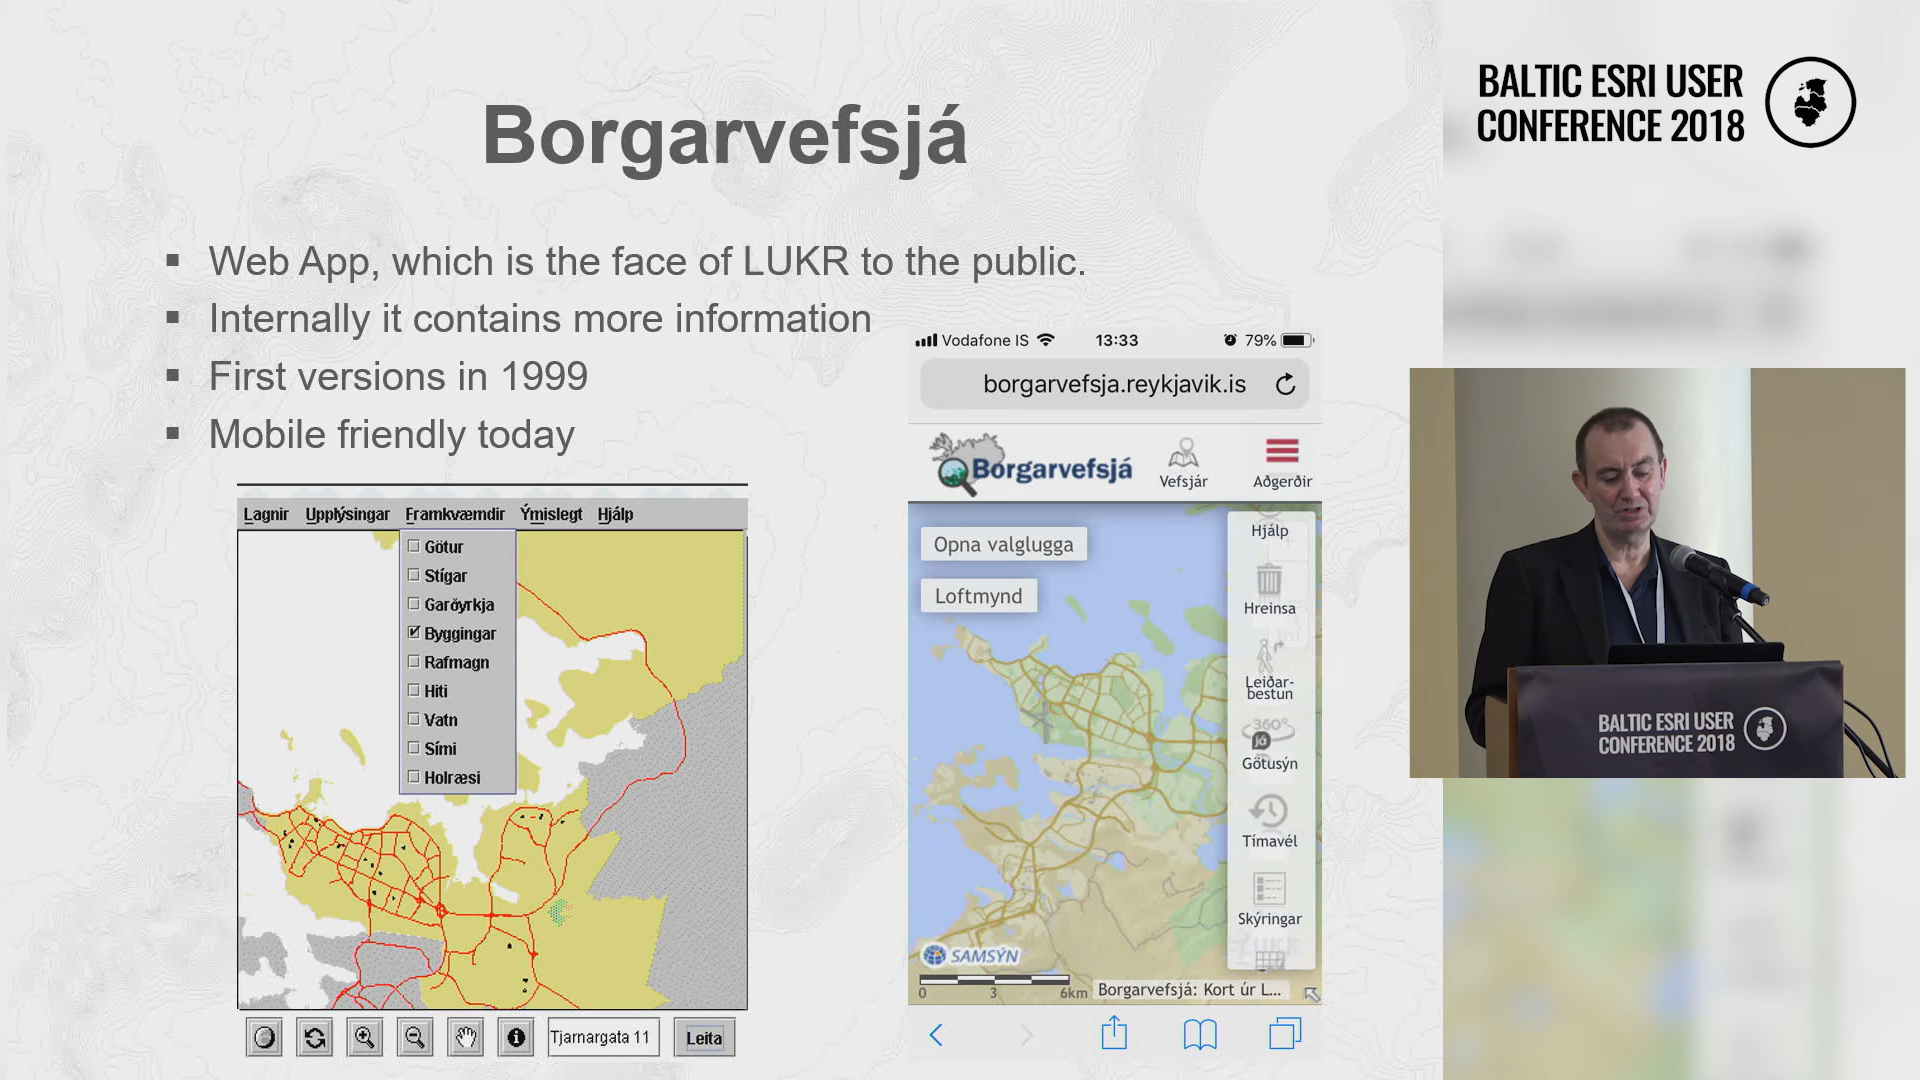 Borgarvefsjá
▪ Web App, which is the face of LUKR to the public.
▪ Internally it contains more information
▪ First versions in 1999
▪ Mobile friendly today
Lagnir Upplýsingar Framkvæmdir Ýmislegt Hjálp
Götur
Stígar
Garðyrkja
Byggingar
Rafmagn
Hiti
Vatn
Sími
Holræsi
Tjarnargata 11 Leita
Vodafone IS 13:33 79%
borgarvefsja.reykjavik.is
Borgarvefsjá Vefsjár Aðgerðir
Opna valglugga
Loftmynd
Hjálp
Hreinsa
Leiðar-
bestun
360°
já
Götusýn
Tímavél
Skýringar
LUKR
SAMSÝN
0 3 6km
Borgarvefsjá: Kort úr L...
BALTIC ESRI USER
CONFERENCE 2018
BALTIC ESRI USER
CONFERENCE 2018